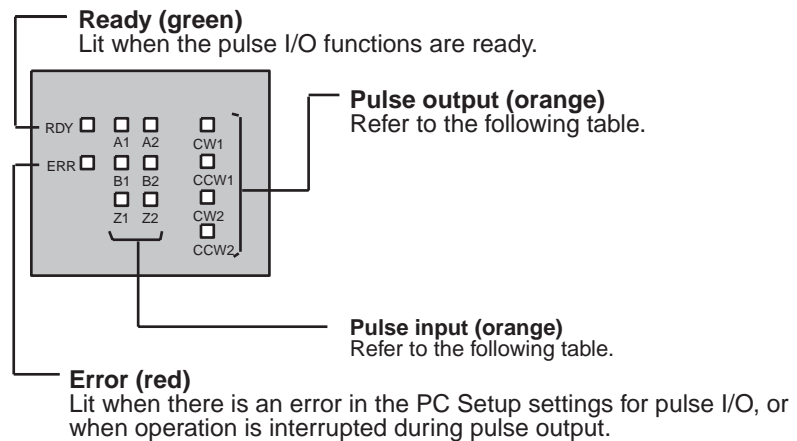 Ready (green)
Lit when the pulse I/O functions are ready.
Pulse output (orange)
Refer to the following table.
RDY A1 A2 CW1
ERR B1 B2 CCW1
Z1 Z2 CW2
CCW2
Pulse input (orange)
Refer to the following table.
Error (red)
Lit when there is an error in the PC Setup settings for pulse I/O, or
when operation is interrupted during pulse output.